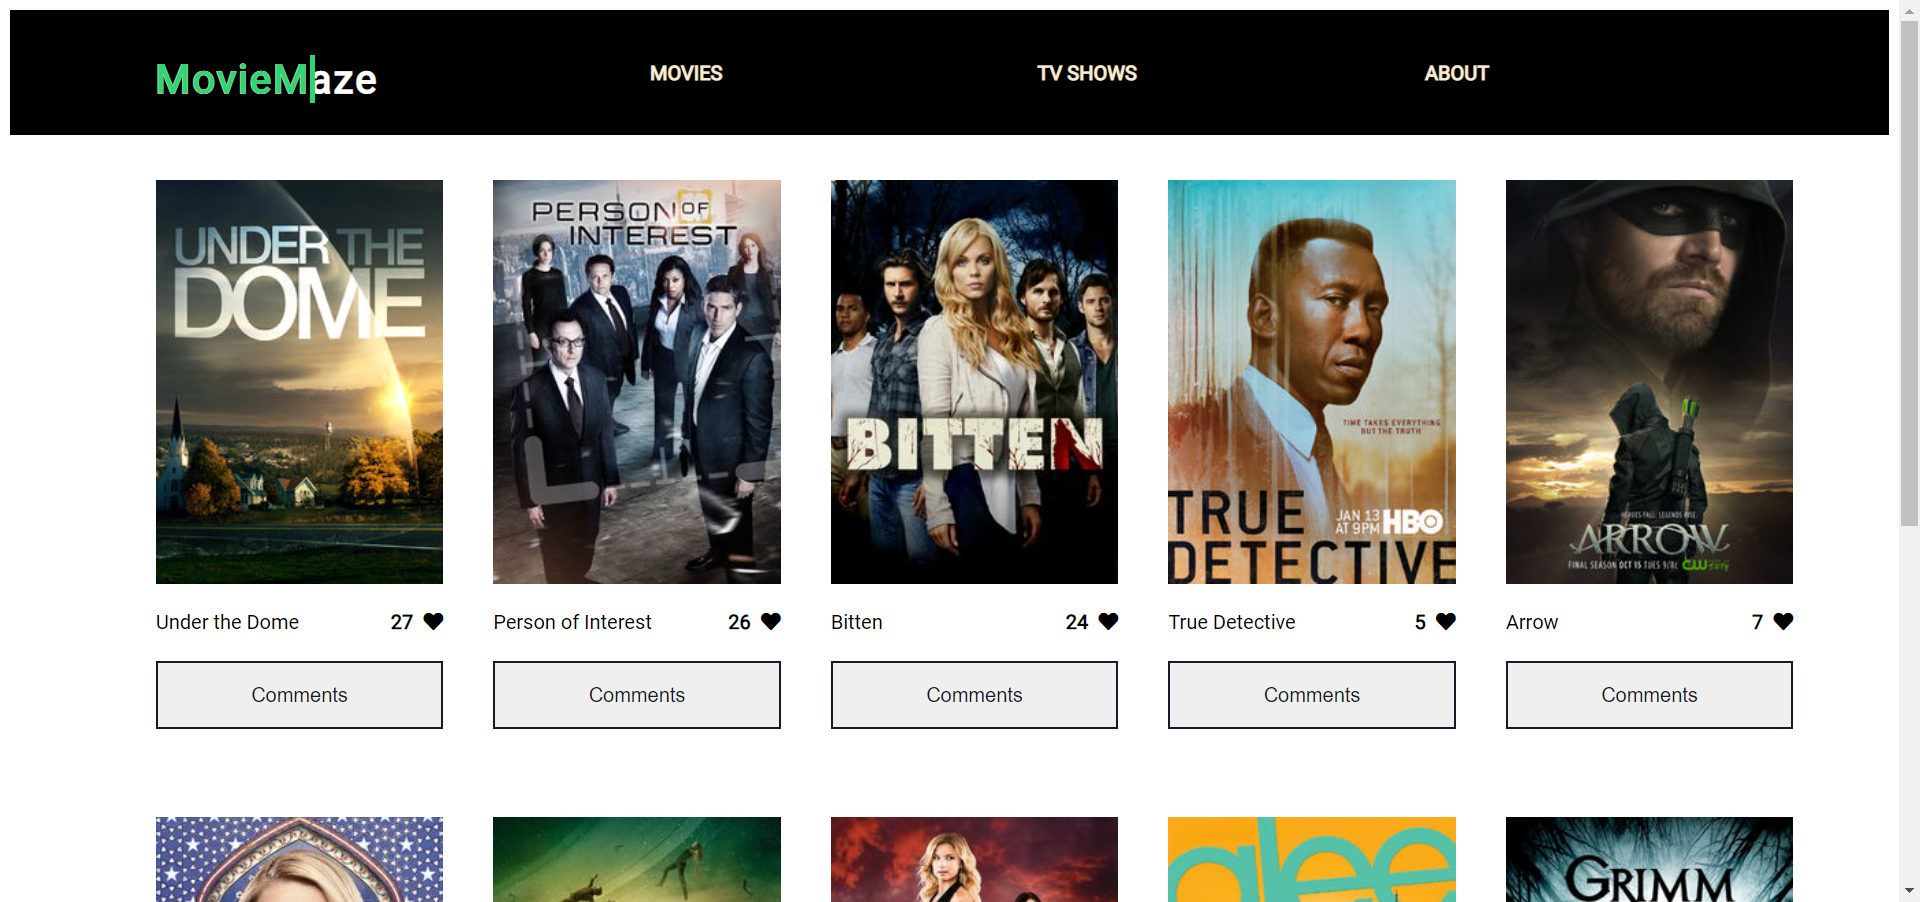 MovieMaze
MOVIES
TV SHOWS
ABOUT
UNDER THE
DOME
PERSON OF
INTEREST
BITTEN
TIME TAKES EVERYTHING
BUT THE TRUTH
TRUE
JAN 13
AT 9PM HBO
DETECTIVE
HEROES FALL. LEGENDS RISE.
ARROW
FINAL SEASON OCT 15 TUES 9/8c CW
Under the Dome 27
Person of Interest 26
Bitten 24
True Detective 5
Arrow 7
Comments
Comments
Comments
Comments
Comments
glee
GRIMM